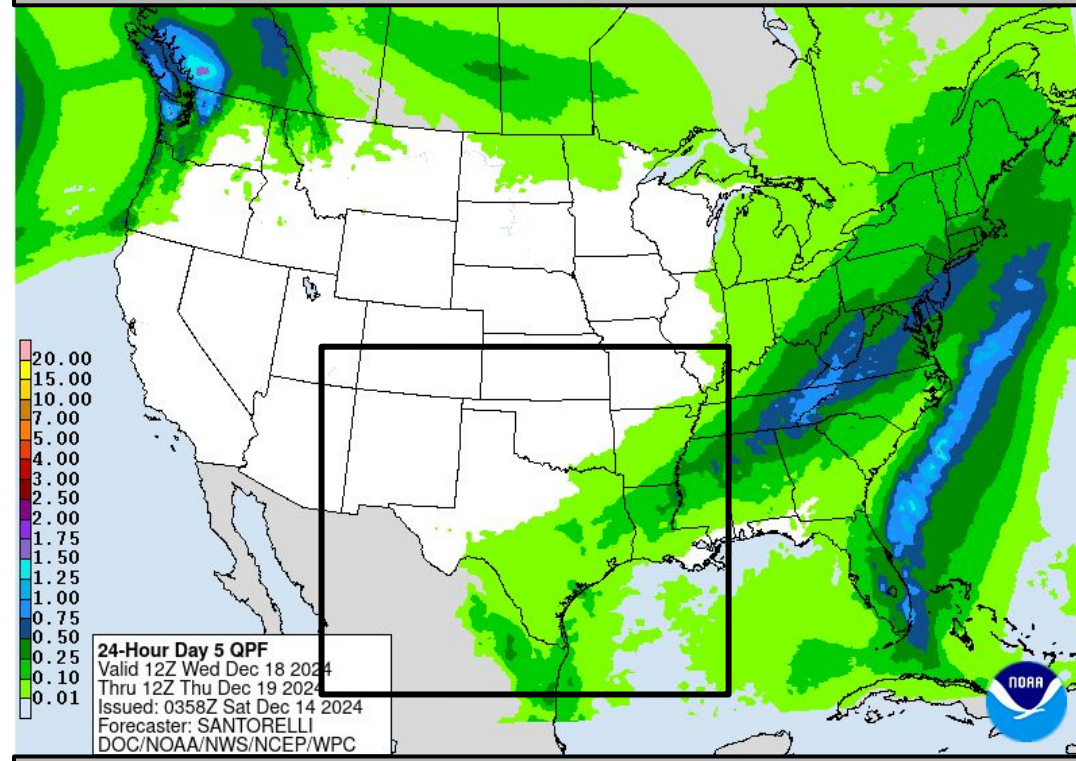 20.00
15.00
10.00
7.00
5.00
4.00
3.00
2.50
2.00
1.75
1.50
1.25
1.00
0.75
0.50
0.25
0.10
0.01
24-Hour Day 5 QPF
Valid 12Z Wed Dec 18 2024
Thru 12Z Thu Dec 19 2024
Issued: 0358Z Sat Dec 14 2024
Forecaster: SANTORELLI
DOC/NOAA/NWS/NCEP/WPC
NOAA